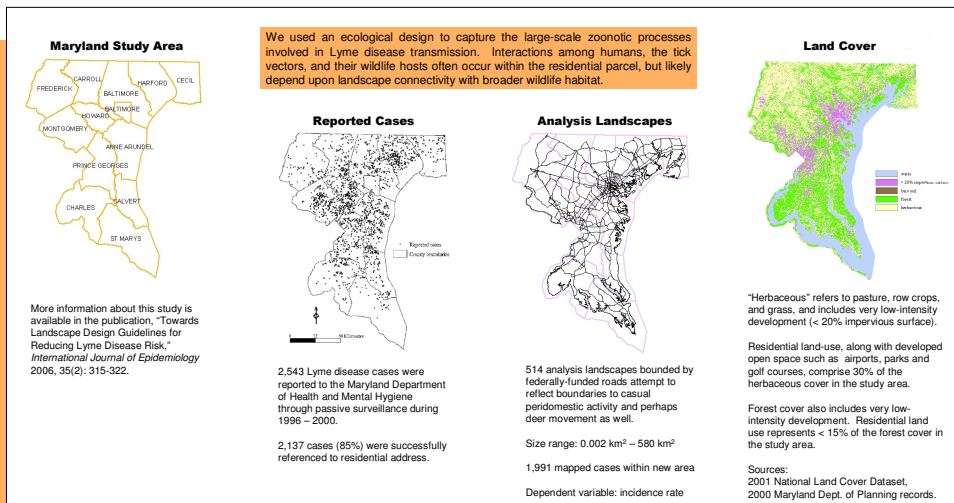 Maryland Study Area
CARROLL
CECIL
HARFORD
FREDERICK
BALTIMORE
BALTIMORE
HOWARD
MONTGOMERY
ANNE ARUNDEL
PRINCE GEORGES
CALVERT
CHARLES
ST MARYS
More information about this study is
available in the publication, “Towards
Landscape Design Guidelines for
Reducing Lyme Disease Risk,”
International Journal of Epidemiology
2006, 35(2): 315-322.
We used an ecological design to capture the large-scale zoonotic processes
involved in Lyme disease transmission. Interactions among humans, the tick
vectors, and their wildlife hosts often occur within the residential parcel, but likely
depend upon landscape connectivity with broader wildlife habitat.
Reported Cases
Reported cases
County boundaries
0
50 Kilometers
2,543 Lyme disease cases were
reported to the Maryland Department
of Health and Mental Hygiene
through passive surveillance during
1996 – 2000.
2,137 cases (85%) were successfully
referenced to residential address.
Analysis Landscapes
514 analysis landscapes bounded by
federally-funded roads attempt to
reflect boundaries to casual
peridomestic activity and perhaps
deer movement as well.
Size range: 0.002 km² – 580 km²
1,991 mapped cases within new area
Dependent variable: incidence rate
Land Cover
water
> 20% impervious surface
bare soil
forest
herbaceous
“Herbaceous” refers to pasture, row crops,
and grass, and includes very low-intensity
development (< 20% impervious surface).
Residential land-use, along with developed
open space such as airports, parks and
golf courses, comprise 30% of the
herbaceous cover in the study area.
Forest cover also includes very low-
intensity development. Residential land
use represents < 15% of the forest cover in
the study area.
Sources:
2001 National Land Cover Dataset,
2000 Maryland Dept. of Planning records.